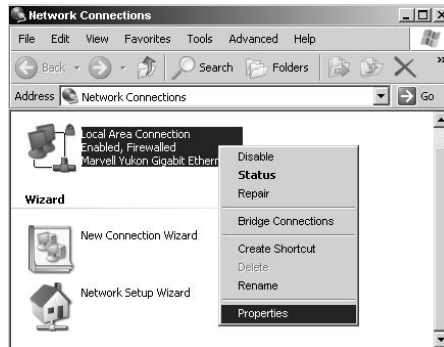 Network Connections
File Edit View Favorites Tools Advanced Help
Back Search Folders
Address Network Connections Go
Local Area Connection
Enabled, Firewalled
Marvell Yukon Gigabit Ethern
Disable
Status
Repair
Bridge Connections
Create Shortcut
Delete
Rename
Properties
Wizard
New Connection Wizard
Network Setup Wizard